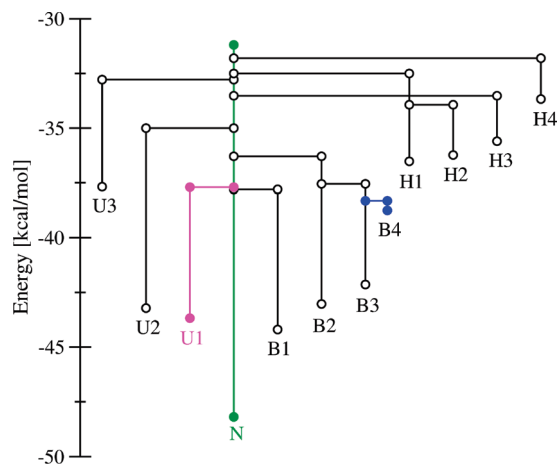 -30
H4
H3
-35
H2
H1
U3
Energy [kcal/mol]
B4
-40
B3
B2
U2
U1
B1
-45
N
-50